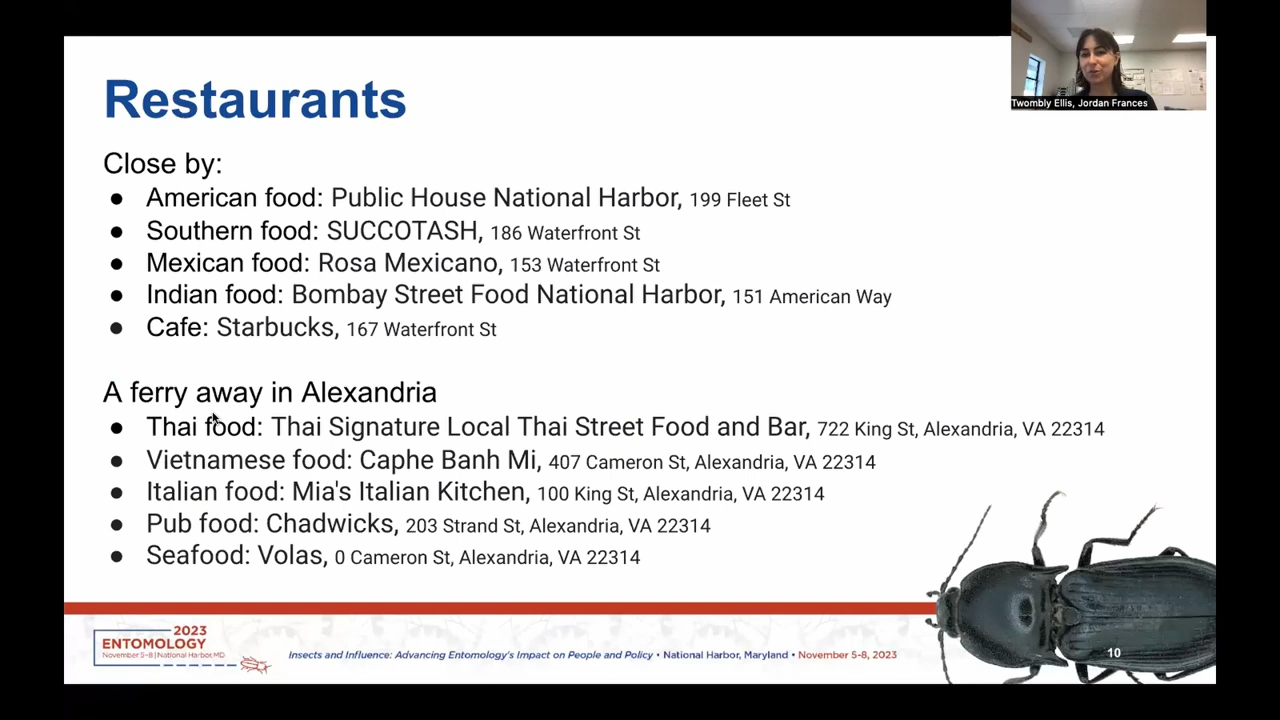 Restaurants
Twombly Ellis, Jordan Frances
Close by:
● American food: Public House National Harbor, 199 Fleet St
● Southern food: SUCCOTASH, 186 Waterfront St
● Mexican food: Rosa Mexicano, 153 Waterfront St
● Indian food: Bombay Street Food National Harbor, 151 American Way
● Cafe: Starbucks, 167 Waterfront St
A ferry away in Alexandria
● Thai food: Thai Signature Local Thai Street Food and Bar, 722 King St, Alexandria, VA 22314
● Vietnamese food: Caphe Banh Mi, 407 Cameron St, Alexandria, VA 22314
● Italian food: Mia's Italian Kitchen, 100 King St, Alexandria, VA 22314
● Pub food: Chadwicks, 203 Strand St, Alexandria, VA 22314
● Seafood: Volas, 0 Cameron St, Alexandria, VA 22314
2023
ENTOMOLOGY
November 5-8 | National Harbor, MD
Insects and Influence: Advancing Entomology's Impact on People and Policy • National Harbor, Maryland • November 5-8, 2023
10